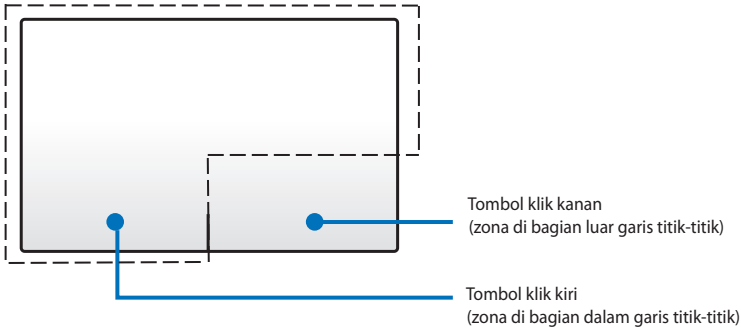 Tombol klik kanan
(zona di bagian luar garis titik-titik)
Tombol klik kiri
(zona di bagian dalam garis titik-titik)